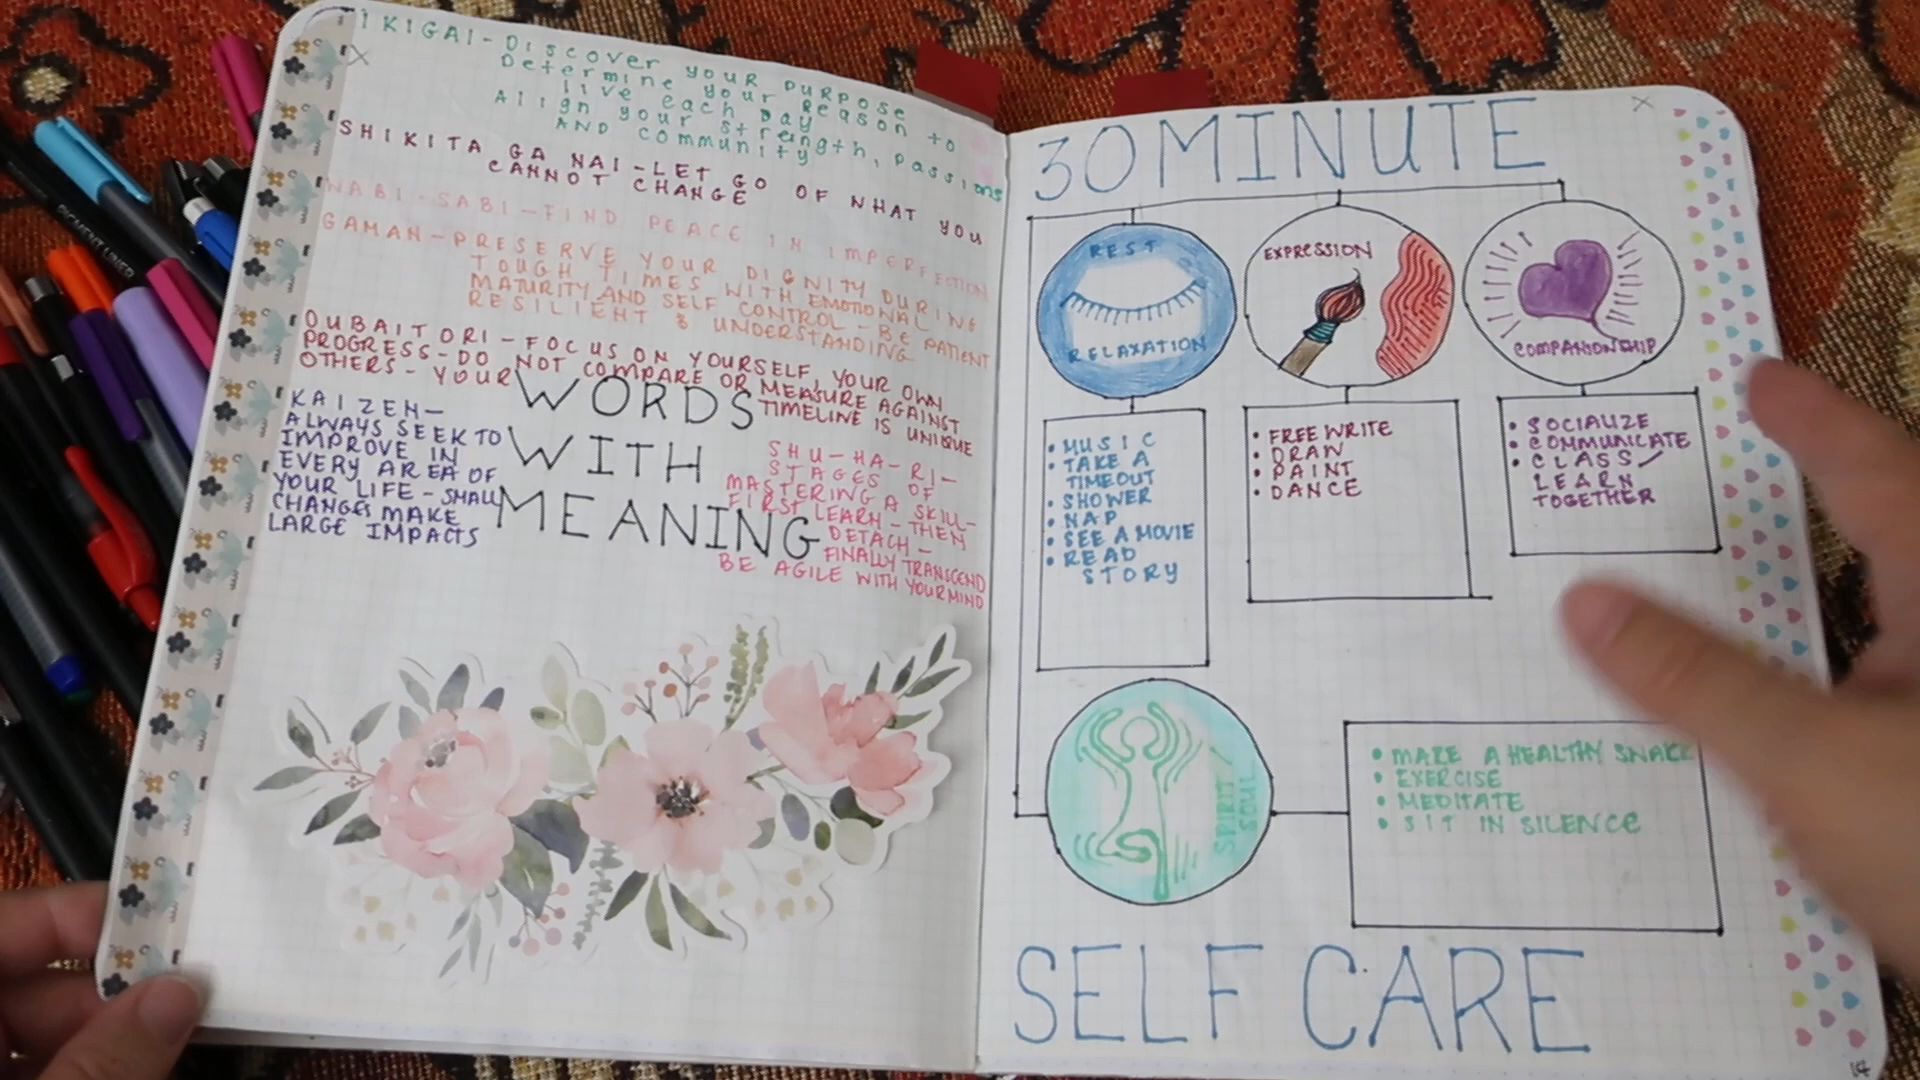 IKIGAI - DISCOVER YOUR PURPOSE
DETERMINE YOUR REASON TO
LIVE EACH DAY
ALIGN YOUR STRENGTH, PASSIONS
AND COMMUNITY
SHIKITA GA NAI - LET GO OF WHAT YOU
CANNOT CHANGE
WABI - SABI - FIND PEACE IN IMPERFECTION
GAMAN - PRESERVE YOUR DIGNITY DURING
TOUGH TIMES WITH EMOTIONAL
MATURITY AND SELF CONTROL - BE PATIENT
RESILIENT & UNDERSTANDING
OUBAITORI - FOCUS ON YOURSELF, YOUR OWN
PROGRESS - DO NOT COMPARE OR MEASURE AGAINST
OTHERS - YOUR TIMELINE IS UNIQUE
WORDS
WITH
MEANING
KAIZEN -
ALWAYS SEEK TO
IMPROVE IN
EVERY AREA OF
YOUR LIFE - SMALL
CHANGES MAKE
LARGE IMPACTS
SHU - HA - RI -
STAGES OF
MASTERING A SKILL -
FIRST LEARN - THEN
DETACH -
FINALLY TRANSCEND
BE AGILE WITH YOUR MIND
30 MINUTE
REST
RELAXATION
EXPRESSION
COMPANIONSHIP
• MUSIC
• TAKE A
TIMEOUT
• SHOWER
• NAP
• SEE A MOVIE
• READ
STORY
• FREE WRITE
• DRAW
• PAINT
• DANCE
• SOCIALIZE
• COMMUNICATE
• CLASS/
LEARN
TOGETHER
SPIRIT/
SOUL
• MAKE A HEALTHY SNACK
• EXERCISE
• MEDITATE
• SIT IN SILENCE
SELF CARE
PIGMENT LINER